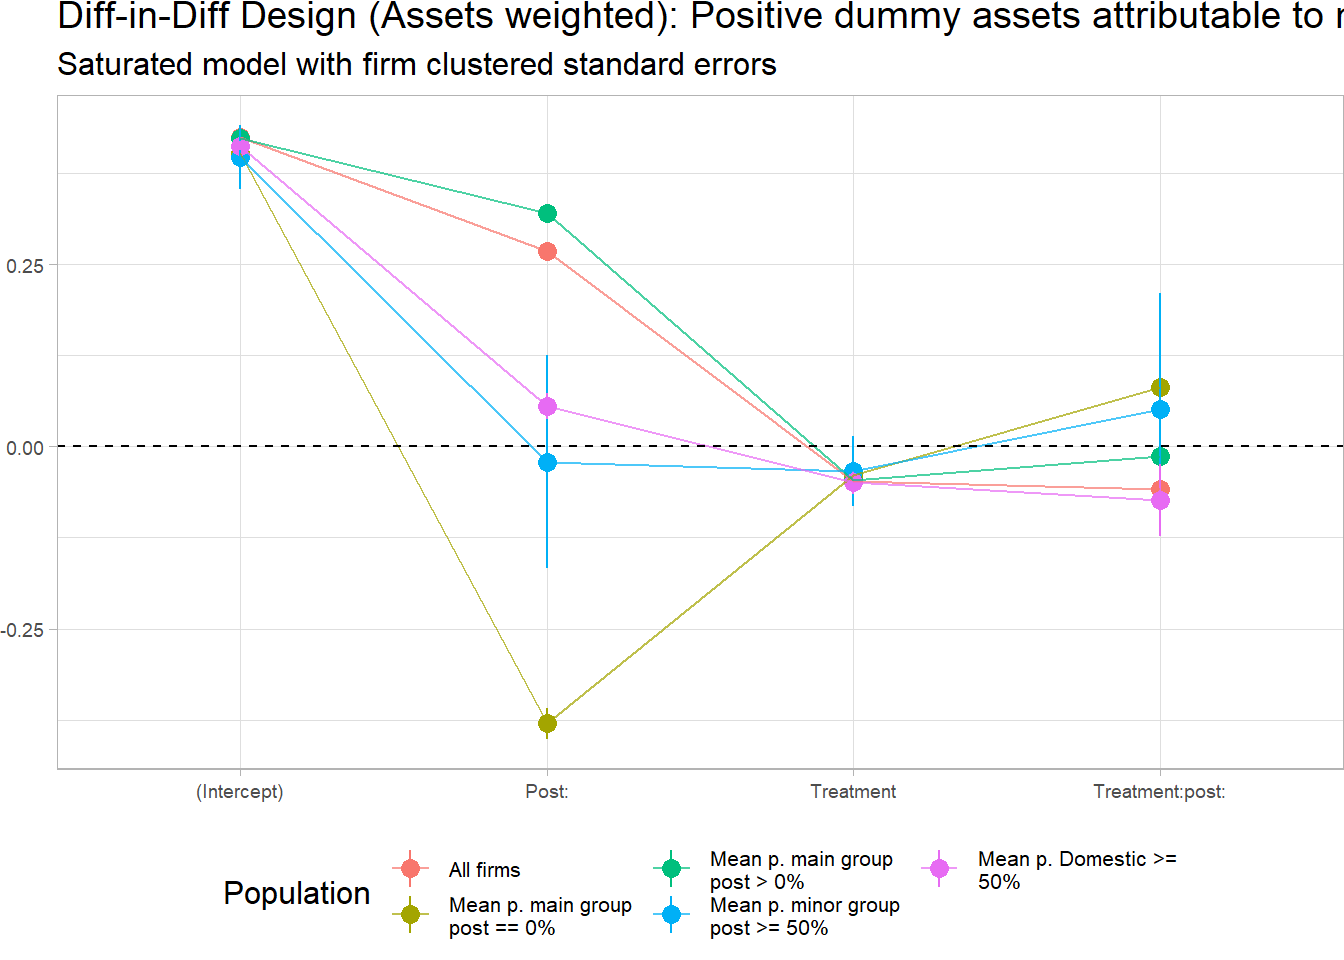 Diff-in-Diff Design (Assets weighted): Positive dummy assets attributable to
Saturated model with firm clustered standard errors
0.25
0.00
-0.25
(Intercept)
Post:
Treatment
Treatment:post:
Population
All firms
Mean p. main group
post == 0%
Mean p. main group
post > 0%
Mean p. minor group
post >= 50%
Mean p. Domestic >=
50%